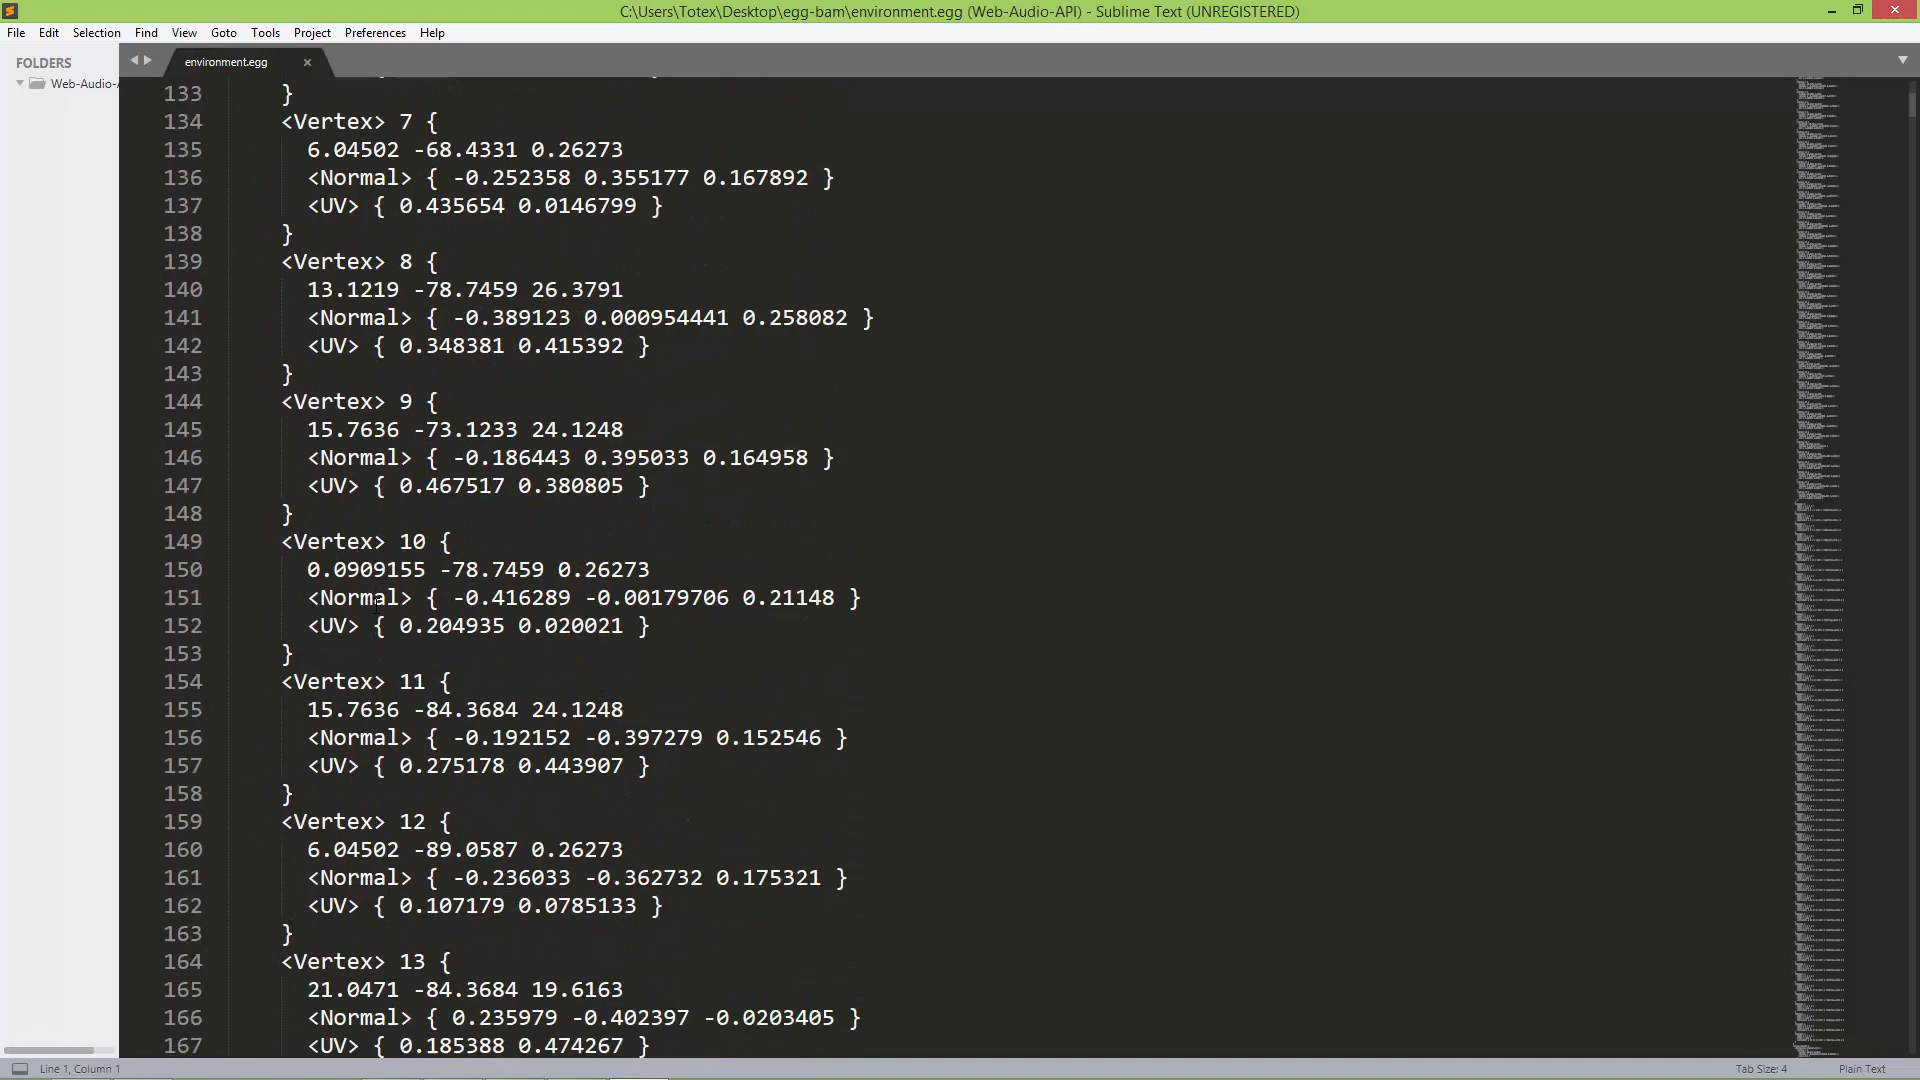 C:\Users\Totex\Desktop\egg-bam\environment.egg (Web-Audio-API) - Sublime Text (UNREGISTERED)
File Edit Selection Find View Goto Tools Project Preferences Help
FOLDERS
Web-Audio-A
environment.egg
133 }
134 <Vertex> 7 {
135 6.04502 -68.4331 0.26273
136 <Normal> { -0.252358 0.355177 0.167892 }
137 <UV> { 0.435654 0.0146799 }
138 }
139 <Vertex> 8 {
140 13.1219 -78.7459 26.3791
141 <Normal> { -0.389123 0.000954441 0.258082 }
142 <UV> { 0.348381 0.415392 }
143 }
144 <Vertex> 9 {
145 15.7636 -73.1233 24.1248
146 <Normal> { -0.186443 0.395033 0.164958 }
147 <UV> { 0.467517 0.380805 }
148 }
149 <Vertex> 10 {
150 0.0909155 -78.7459 0.26273
151 <Normal> { -0.416289 -0.00179706 0.21148 }
152 <UV> { 0.204935 0.020021 }
153 }
154 <Vertex> 11 {
155 15.7636 -84.3684 24.1248
156 <Normal> { -0.192152 -0.397279 0.152546 }
157 <UV> { 0.275178 0.443907 }
158 }
159 <Vertex> 12 {
160 6.04502 -89.0587 0.26273
161 <Normal> { -0.236033 -0.362732 0.175321 }
162 <UV> { 0.107179 0.0785133 }
163 }
164 <Vertex> 13 {
165 21.0471 -84.3684 19.6163
166 <Normal> { 0.235979 -0.402397 -0.0203405 }
167 <UV> { 0.185388 0.474267 }
Line 1, Column 1
Tab Size: 4
Plain Text